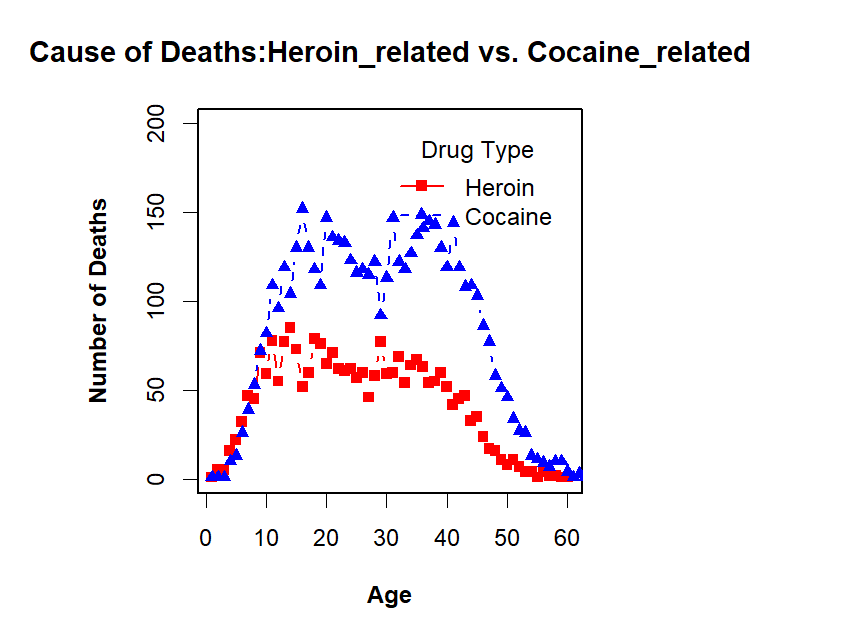 Cause of Deaths:Heroin_related vs. Cocaine_related
200
150
100
50
0
Number of Deaths
Drug Type
Heroin
Cocaine
0 10 20 30 40 50 60
Age